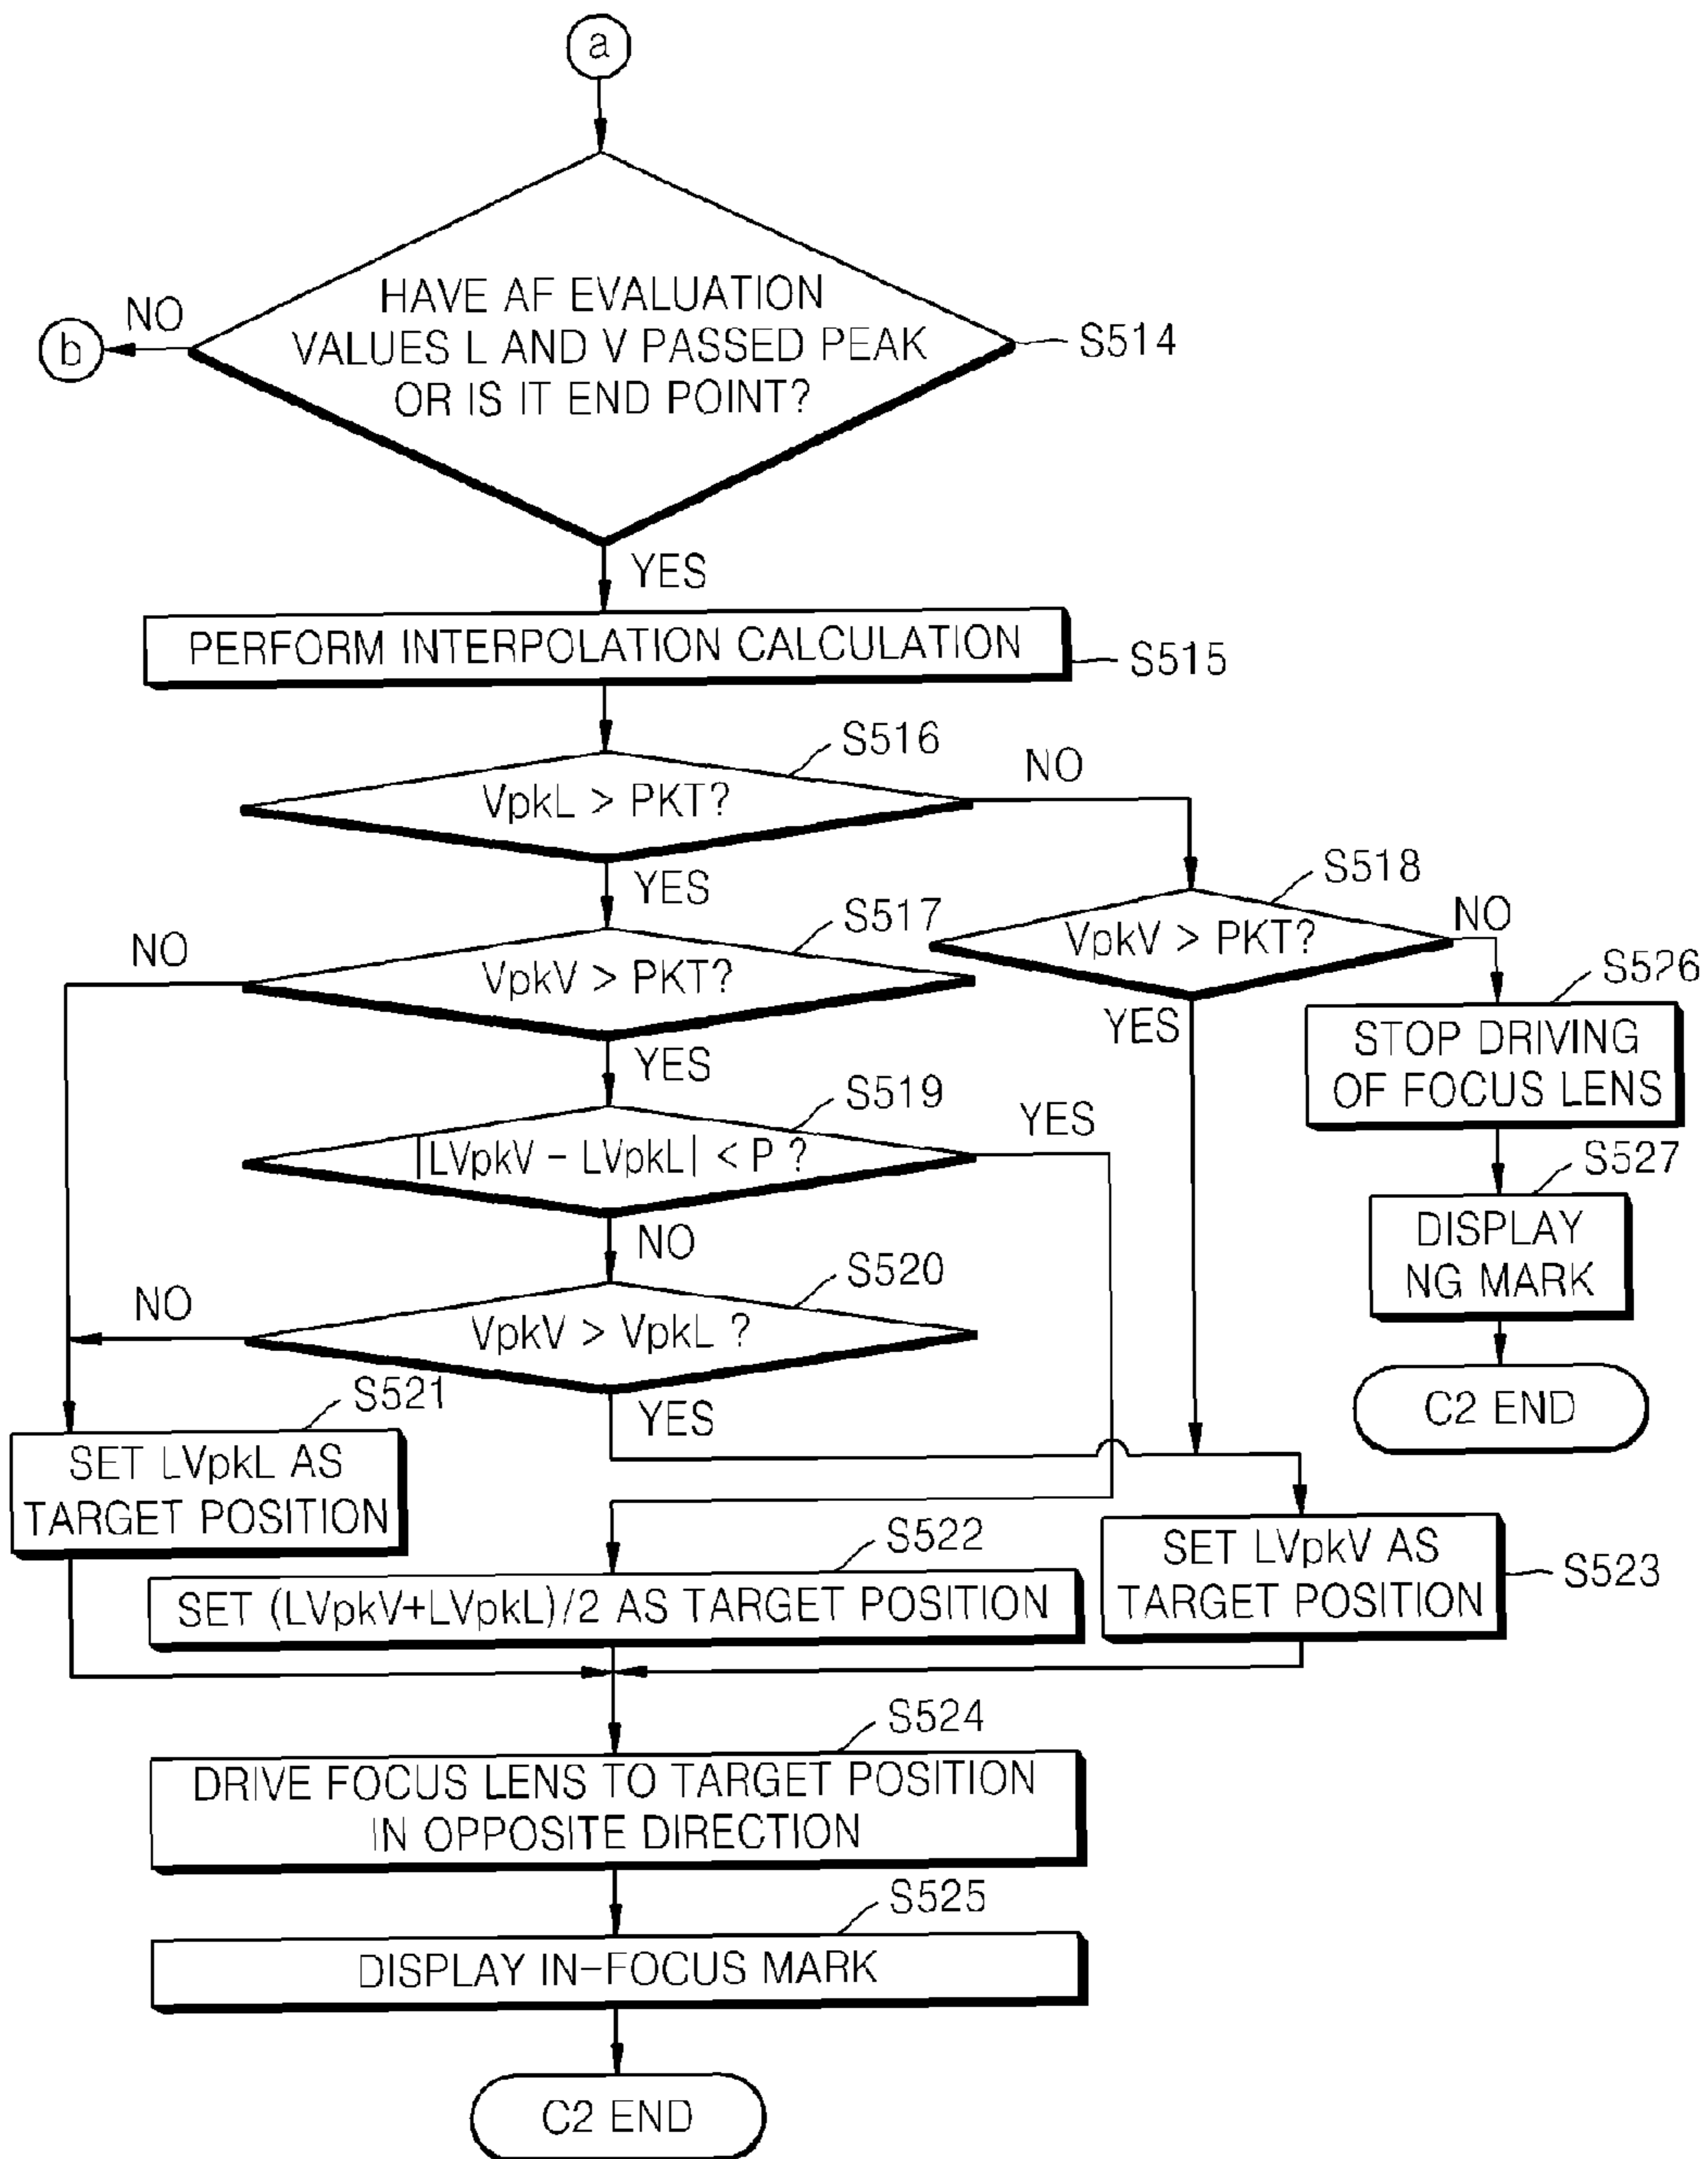 a
HAVE AF EVALUATION
VALUES L AND V PASSED PEAK
OR IS IT END POINT?
S514
NO
b
YES
PERFORM INTERPOLATION CALCULATION
S515
S516
VpkL > PKT?
NO
YES
S518
VpkV > PKT?
NO
YES
S517
VpkV > PKT?
NO
YES
S526
STOP DRIVING
OF FOCUS LENS
S519
|LVpkV - LVpkL| < P ?
YES
NO
S527
DISPLAY
NG MARK
S520
VpkV > VpkL ?
NO
YES
C2 END
S521
SET LVpkL AS
TARGET POSITION
S522
SET (LVpkV+LVpkL)/2 AS TARGET POSITION
SET LVpkV AS
TARGET POSITION
S523
S524
DRIVE FOCUS LENS TO TARGET POSITION
IN OPPOSITE DIRECTION
S525
DISPLAY IN-FOCUS MARK
C2 END